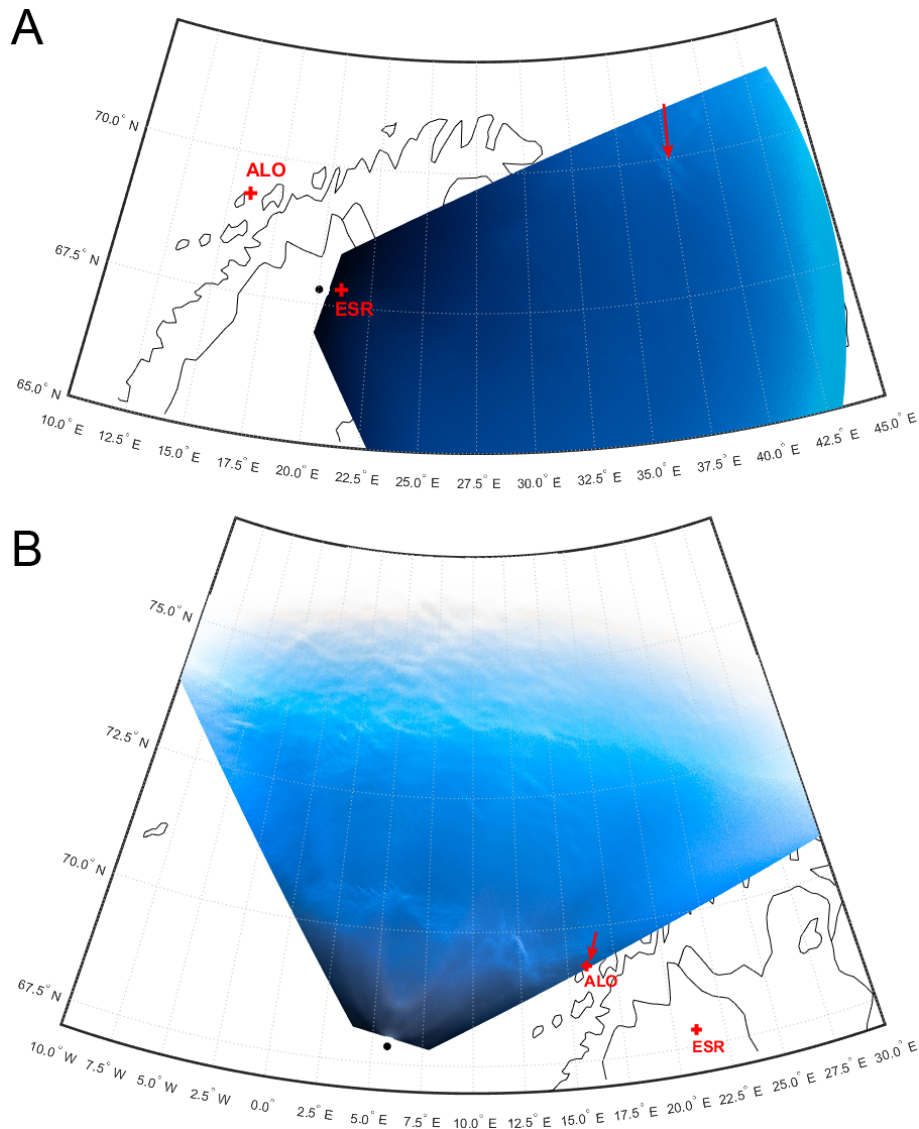 A
70.0° N
ALO
67.5° N
ESR
65.0° N
10.0° E
12.5° E
15.0° E
17.5° E
20.0° E
22.5° E
25.0° E
27.5° E
30.0° E
32.5° E
35.0° E
37.5° E
40.0° E
42.5° E
45.0° E
B
75.0° N
72.5° N
70.0° N
ALO
67.5° N
ESR
10.0° W
7.5° W
5.0° W
2.5° W
0.0°
2.5° E
5.0° E
7.5° E
10.0° E
12.5° E
15.0° E
17.5° E
20.0° E
22.5° E
25.0° E
27.5° E
30.0° E